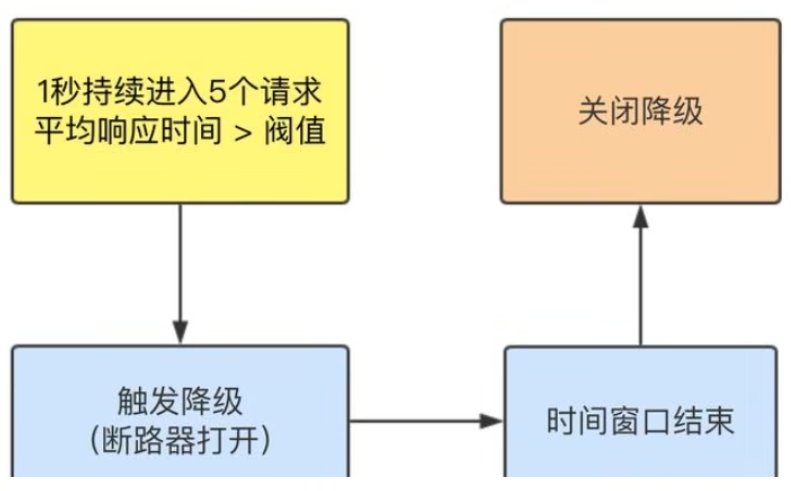 1秒持续进入5个请求
平均响应时间 > 阀值
关闭降级
触发降级
(断路器打开)
时间窗口结束